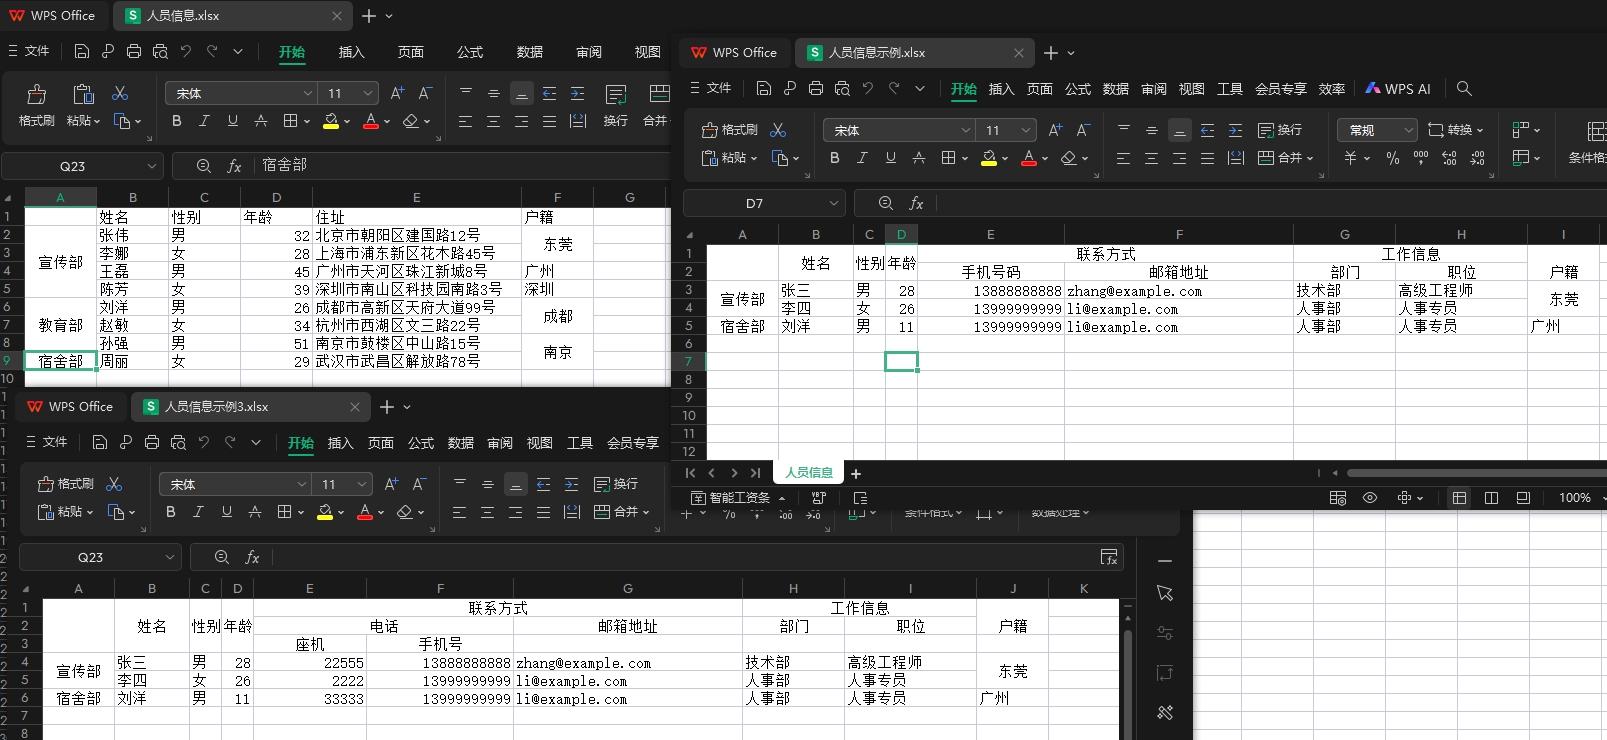 WPS Office 人员信息.xlsx
文件 开始 插入 页面 公式 数据 审阅 视图
格式刷 粘贴 宋体 11 A+ A- B I U A 换行 合并
Q23 fx 宿舍部
A B C D E F G
1 姓名 性别 年龄 住址 户籍
2 张伟 男 32 北京市朝阳区建国路12号 东莞
3 宣传部 李娜 女 28 上海市浦东新区花木路45号
4 王磊 男 45 广州市天河区珠江新城8号 广州
5 陈芳 女 39 深圳市南山区科技园南路3号 深圳
6 刘洋 男 26 成都市高新区天府大道99号 成都
7 教育部 赵敏 女 34 杭州市西湖区文三路22号
8 孙强 男 51 南京市鼓楼区中山路15号 南京
9 宿舍部 周丽 女 29 武汉市武昌区解放路78号
10
WPS Office 人员信息示例.xlsx
文件 开始 插入 页面 公式 数据 审阅 视图 工具 会员专享 效率 WPS AI
格式刷 宋体 11 A+ A- 换行 常规 转换
粘贴 B I U A 合并 ¥ % 000 条件格式
D7 fx
A B C D E F G H I
1 姓名 性别 年龄 联系方式 工作信息 户籍
2 手机号码 邮箱地址 部门 职位
3 宣传部 张三 男 28 13888888888 zhang@example.com 技术部 高级工程师 东莞
4 李四 女 26 13999999999 li@example.com 人事部 人事专员
5 宿舍部 刘洋 男 11 13999999999 li@example.com 人事部 人事专员 广州
6
7
8
9
10
11
12
人员信息
智能工资条 100%
WPS Office 人员信息示例3.xlsx
文件 开始 插入 页面 公式 数据 审阅 视图 工具 会员专享
格式刷 宋体 11 A+ A- 换行
粘贴 B I U A 合并 条件格式 数据处理
Q23 fx
A B C D E F G H I J K
1 姓名 性别 年龄 联系方式 工作信息 户籍
2 电话 邮箱地址 部门 职位
3 座机 手机号
4 宣传部 张三 男 28 22555 13888888888 zhang@example.com 技术部 高级工程师 东莞
5 李四 女 26 2222 13999999999 li@example.com 人事部 人事专员
6 宿舍部 刘洋 男 11 33333 13999999999 li@example.com 人事部 人事专员 广州
7
8